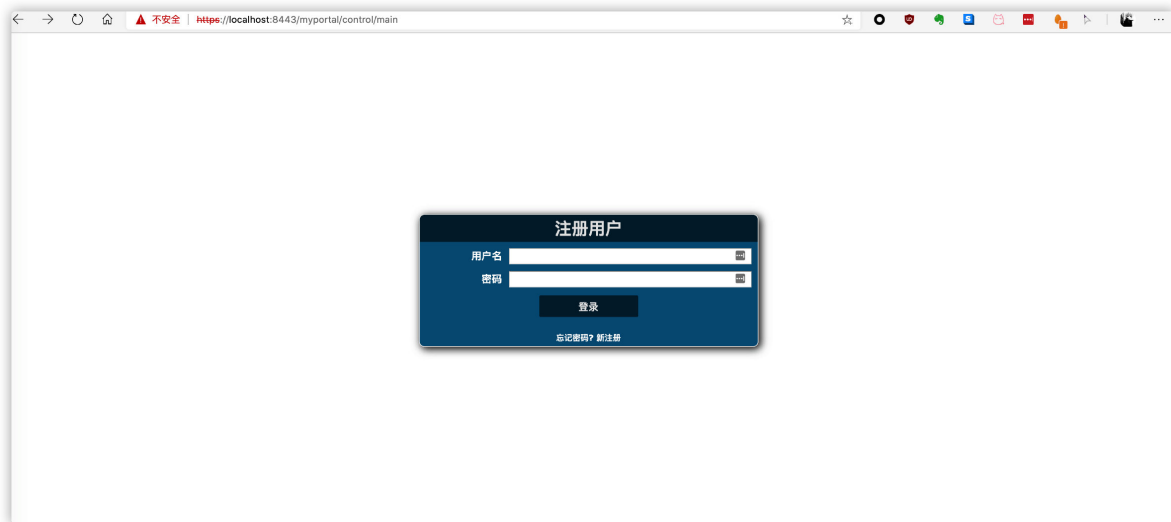 不安全 https://localhost:8443/myportal/control/main
注册用户
用户名
密码
登录
忘记密码? 新注册